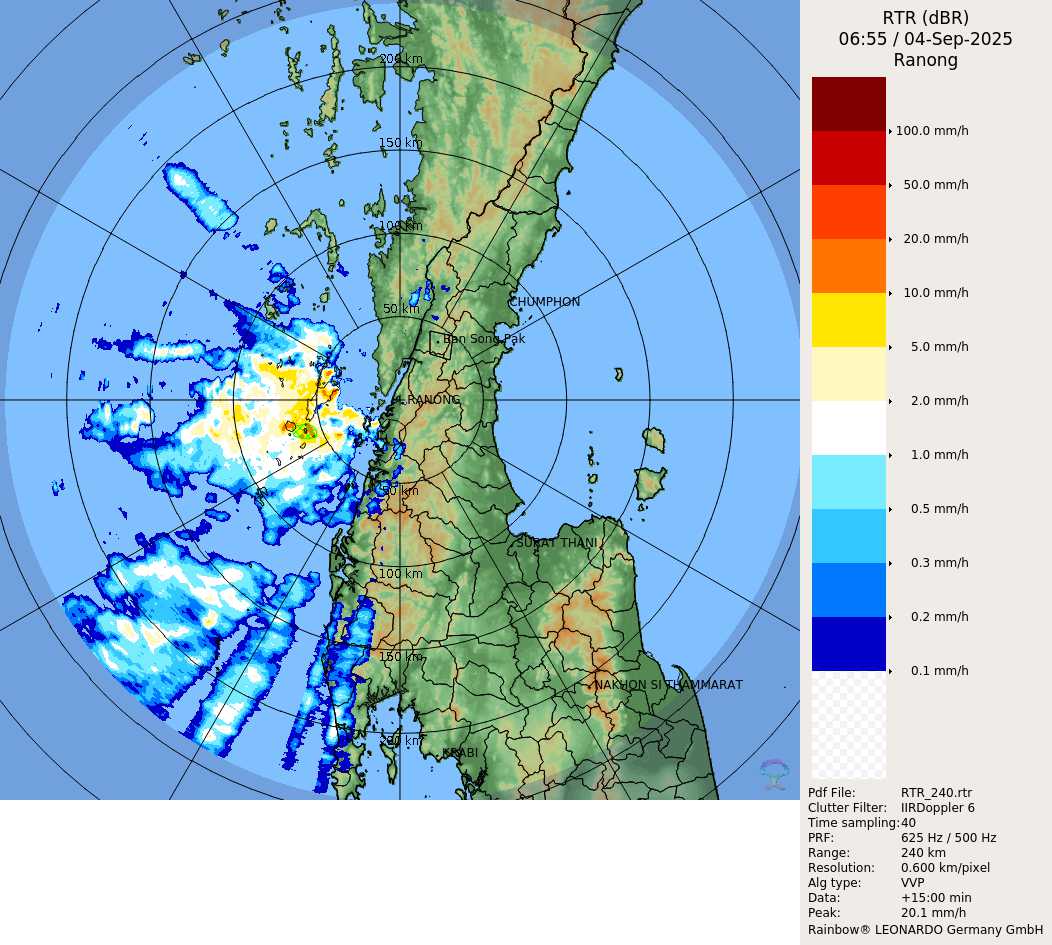 200 km
150 km
100 km
CHUMPHON
50 km
Ban Song Pak
RANONG
50 km
SURAT THANI
100 km
150 km
NAKHON SI THAMMARAT
200 km
KRABI
RTR (dBR)
06:55 / 04-Sep-2025
Ranong
100.0 mm/h
50.0 mm/h
20.0 mm/h
10.0 mm/h
5.0 mm/h
2.0 mm/h
1.0 mm/h
0.5 mm/h
0.3 mm/h
0.2 mm/h
0.1 mm/h
Pdf File: RTR_240.rtr
Clutter Filter: IIRDoppler 6
Time sampling: 40
PRF: 625 Hz / 500 Hz
Range: 240 km
Resolution: 0.600 km/pixel
Alg type: VVP
Data: +15:00 min
Peak: 20.1 mm/h
Rainbow® LEONARDO Germany GmbH